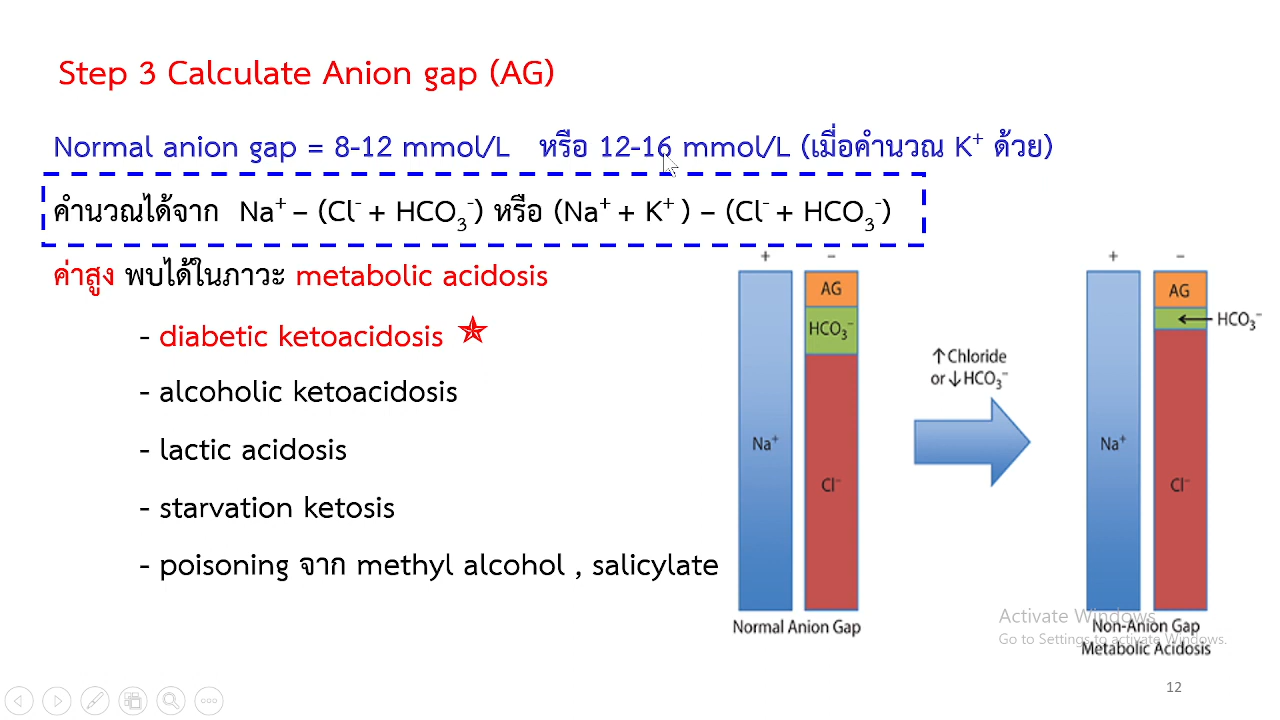 Step 3 Calculate Anion gap (AG)
Normal anion gap = 8-12 mmol/L หรือ 12-16 mmol/L (เมื่อคำนวณ K⁺ ด้วย)
คำนวณได้จาก Na⁺ – (Cl⁻ + HCO₃⁻) หรือ (Na⁺ + K⁺ ) – (Cl⁻ + HCO₃⁻)
ค่าสูง พบได้ในภาวะ metabolic acidosis
- diabetic ketoacidosis
- alcoholic ketoacidosis
- lactic acidosis
- starvation ketosis
- poisoning จาก methyl alcohol , salicylate
+ –
AG
HCO₃⁻
Na⁺
Cl⁻
Normal Anion Gap
↑Chloride
or ↓HCO₃⁻
+ –
AG
HCO₃⁻
Na⁺
Cl⁻
Non-Anion Gap
Metabolic Acidosis
Activate Windows
Go to Settings to activate Windows.
12